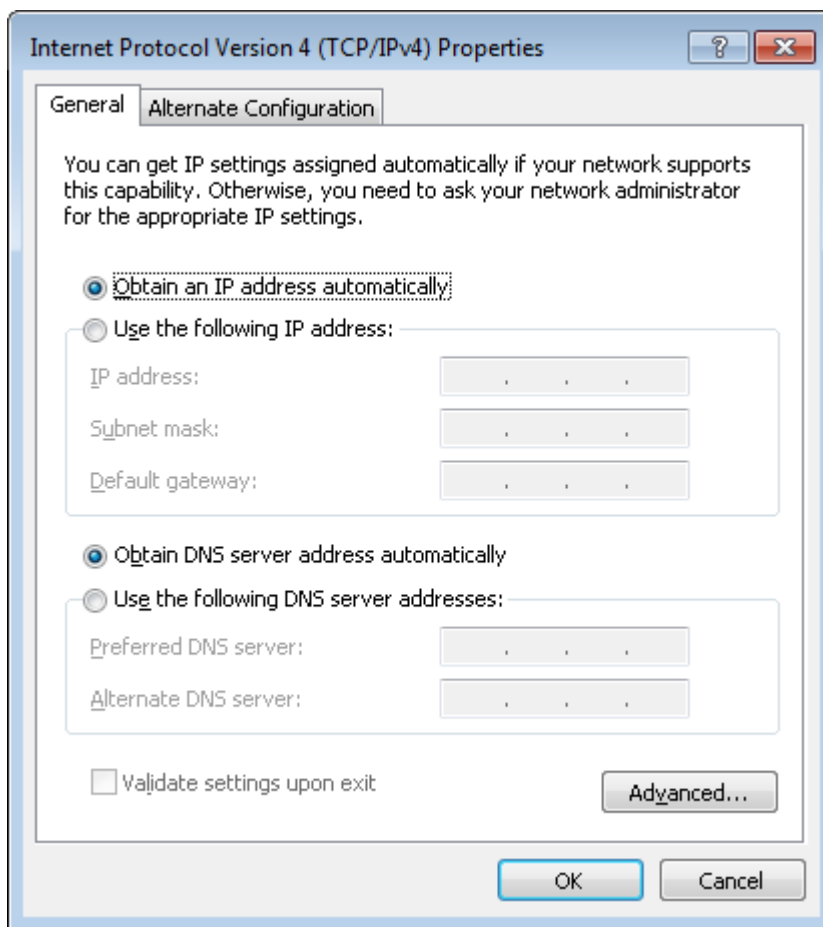 Internet Protocol Version 4 (TCP/IPv4) Properties
General
Alternate Configuration
You can get IP settings assigned automatically if your network supports
this capability. Otherwise, you need to ask your network administrator
for the appropriate IP settings.
Obtain an IP address automatically
Use the following IP address:
IP address:
Subnet mask:
Default gateway:
Obtain DNS server address automatically
Use the following DNS server addresses:
Preferred DNS server:
Alternate DNS server:
Validate settings upon exit
Advanced...
OK
Cancel